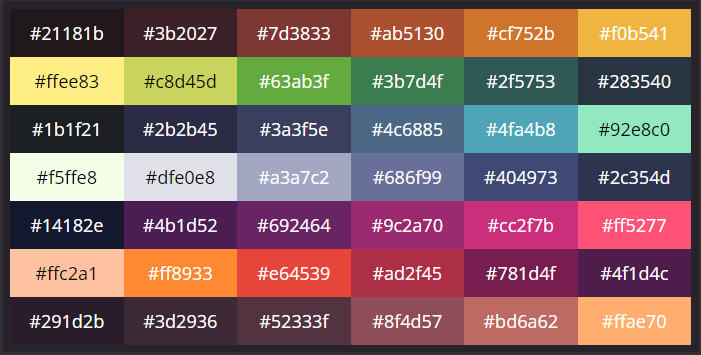 #21181b #3b2027 #7d3833 #ab5130 #cf752b #f0b541
#ffee83 #c8d45d #63ab3f #3b7d4f #2f5753 #283540
#1b1f21 #2b2b45 #3a3f5e #4c6885 #4fa4b8 #92e8c0
#f5ffe8 #dfe0e8 #a3a7c2 #686f99 #404973 #2c354d
#14182e #4b1d52 #692464 #9c2a70 #cc2f7b #ff5277
#ffc2a1 #ff8933 #e64539 #ad2f45 #781d4f #4f1d4c
#291d2b #3d2936 #52333f #8f4d57 #bd6a62 #ffae70